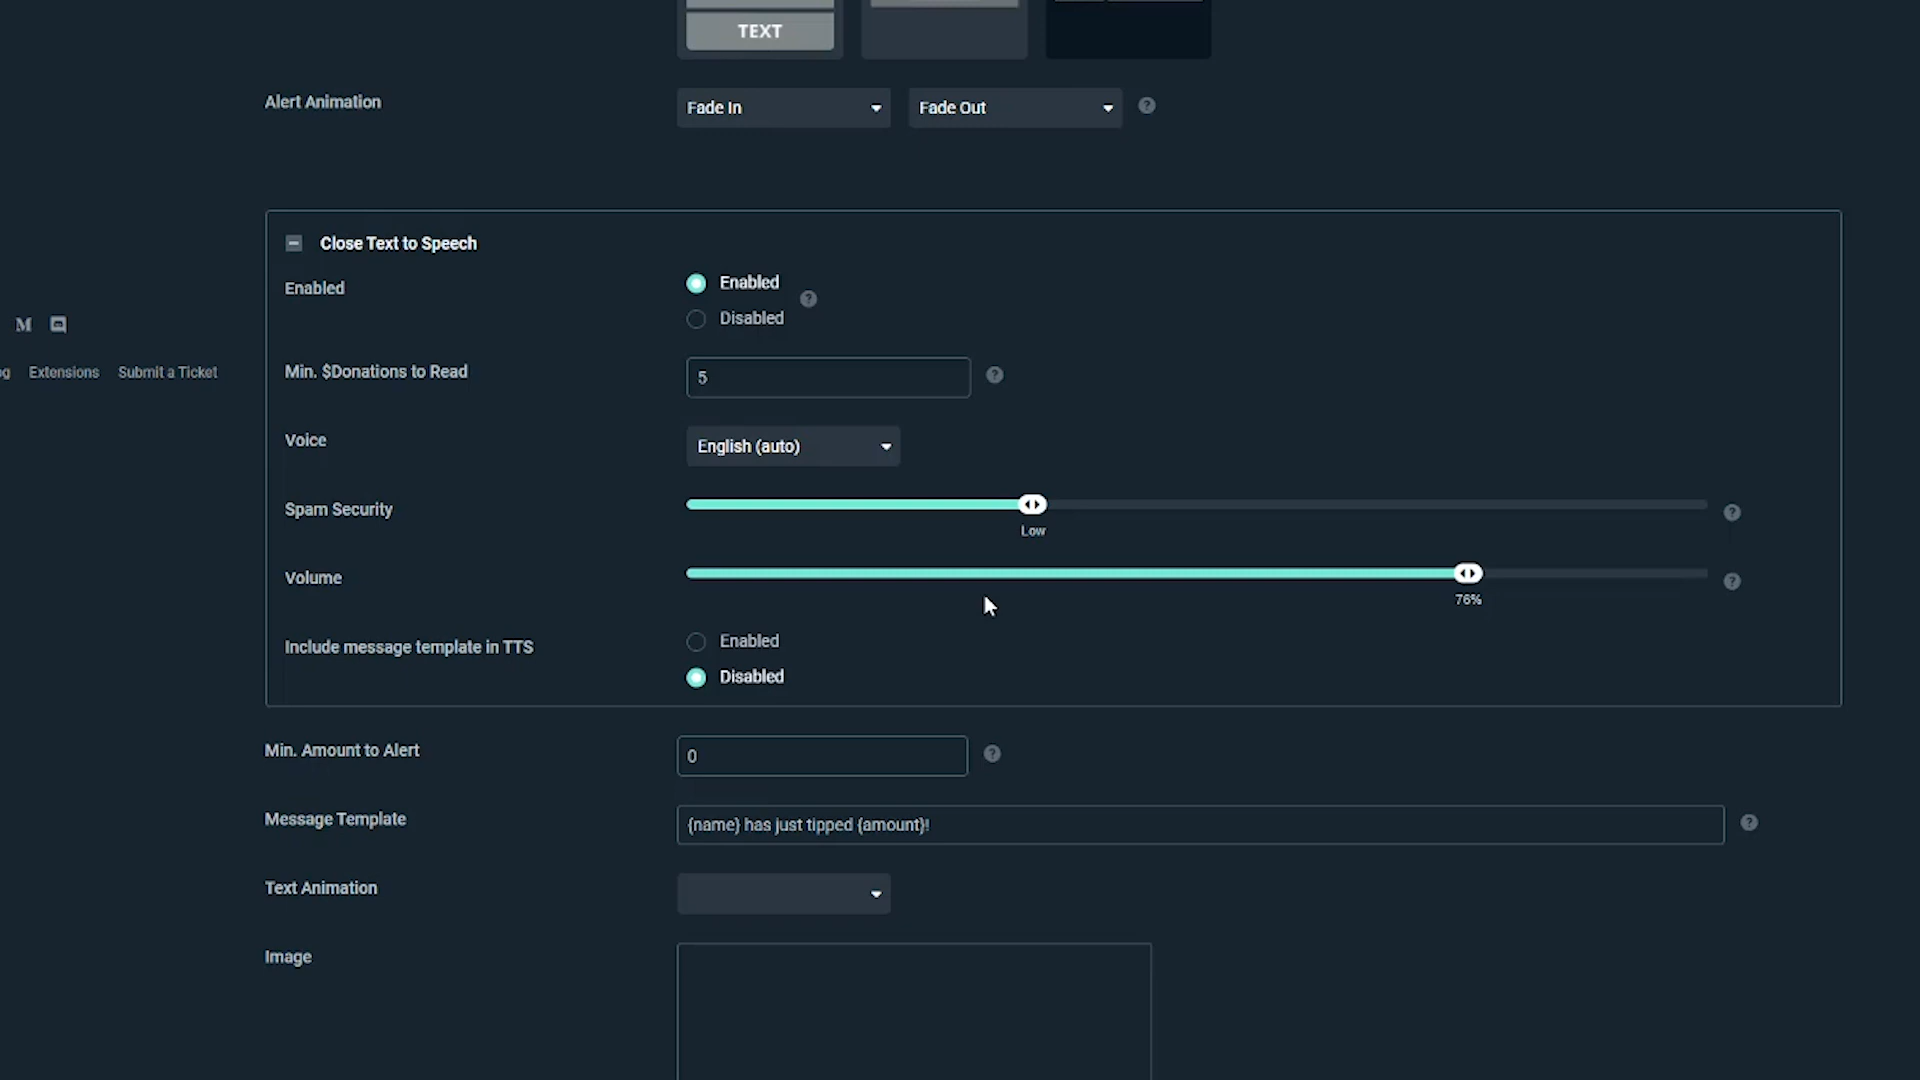 TEXT
Alert Animation
Fade In
Fade Out
Close Text to Speech
Enabled
Enabled
Disabled
Extensions
Submit a Ticket
Min. $Donations to Read
5
Voice
English (auto)
Spam Security
Low
Volume
76%
Include message template in TTS
Enabled
Disabled
Min. Amount to Alert
0
Message Template
{name} has just tipped {amount}!
Text Animation
Image